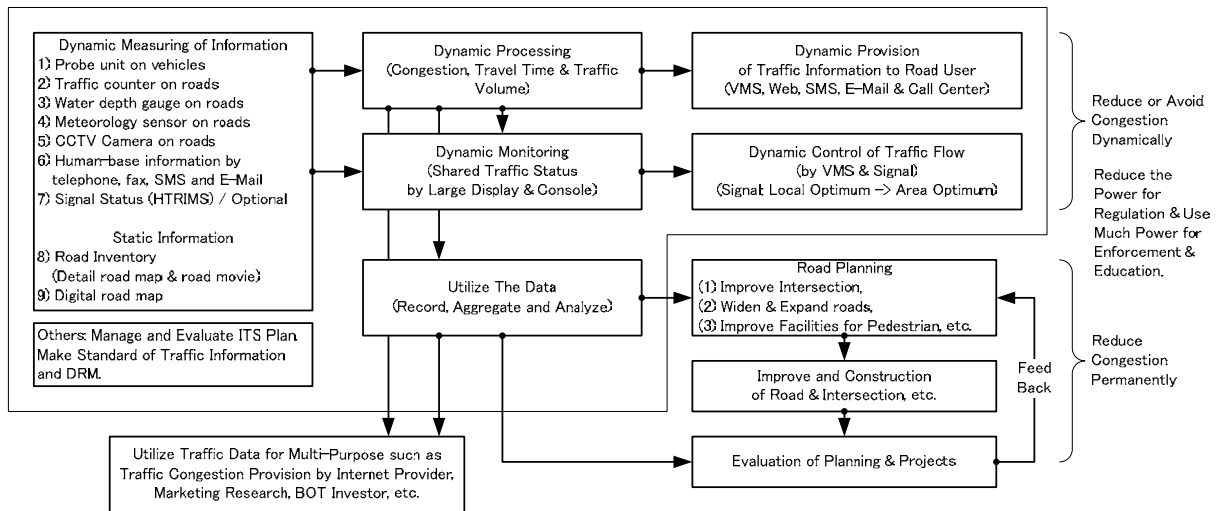 Dynamic Measuring of Information
1) Probe unit on vehicles
2) Traffic counter on roads
3) Water depth gauge on roads
4) Meteorology sensor on roads
5) CCTV Camera on roads
6) Human-base information by
telephone, fax, SMS and E-Mail
7) Signal Status (HTRIMS) / Optional
Static Information
8) Road Inventory
(Detail road map & road movie)
9) Digital road map
Others: Manage and Evaluate ITS Plan.
Make Standard of Traffic Information
and DRM.
Dynamic Processing
(Congestion, Travel Time & Traffic
Volume)
Dynamic Provision
of Traffic Information to Road User
(VMS, Web, SMS, E-Mail & Call Center)
Dynamic Monitoring
(Shared Traffic Status
by Large Display & Console)
Dynamic Control of Traffic Flow
(by VMS & Signal)
(Signal: Local Optimum -> Area Optimum)
Utilize The Data
(Record, Aggregate and Analyze)
Road Planning
(1) Improve Intersection,
(2) Widen & Expand roads,
(3) Improve Facilities for Pedestrian, etc.
Improve and Construction
of Road & Intersection, etc.
Evaluation of Planning & Projects
Feed
Back
Utilize Traffic Data for Multi-Purpose such as
Traffic Congestion Provision by Internet Provider,
Marketing Research, BOT Investor, etc.
Reduce or Avoid
Congestion
Dynamically
Reduce the
Power for
Regulation & Use
Much Power for
Enforcement &
Education.
Reduce
Congestion
Permanently